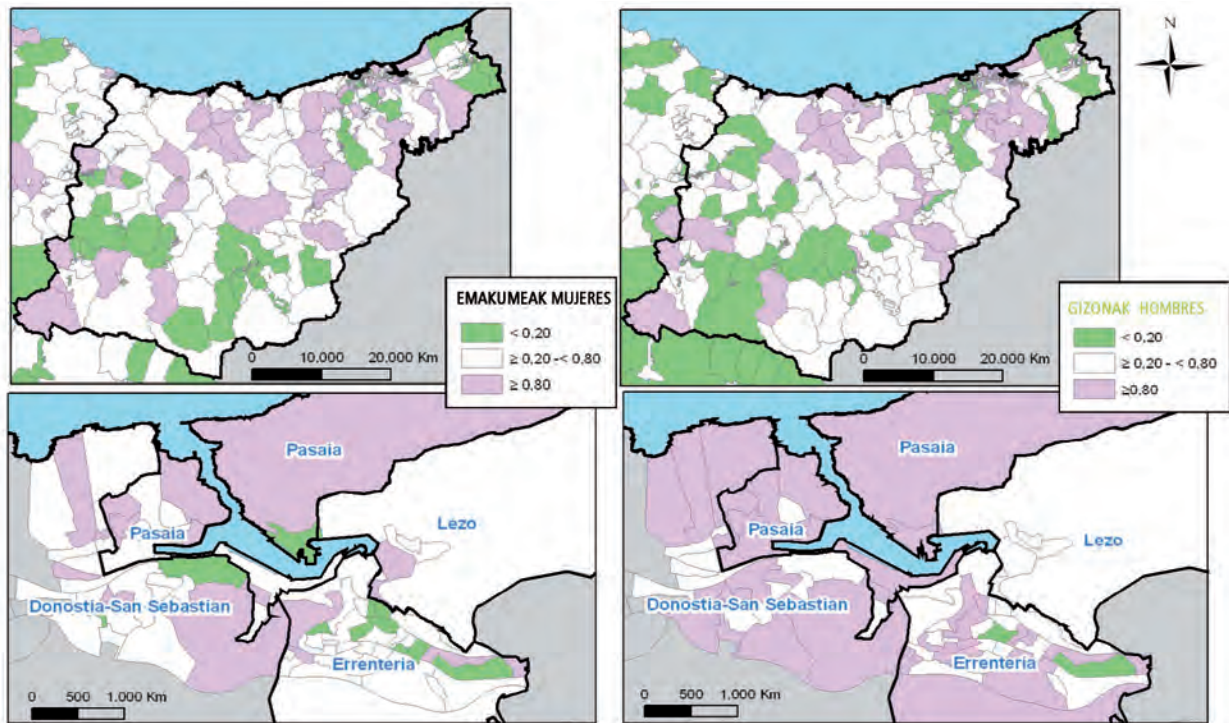 N
EMAKUMEAK MUJERES
< 0,20
≥ 0,20 -< 0,80
≥ 0,80
0 10.000 20.000 Km
GIZONAK HOMBRES
< 0,20
≥ 0,20 - < 0,80
≥0,80
0 10.000 20.000 Km
Pasaia
Lezo
Pasaia
Donostia-San Sebastian
Errenteria
0 500 1.000 Km
Pasaia
Lezo
Pasaia
Donostia-San Sebastian
Errenteria
0 500 1.000 Km